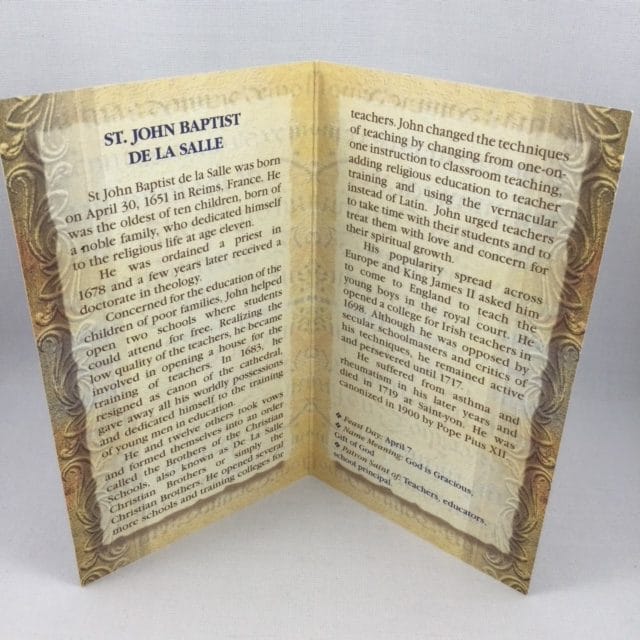 ST. JOHN BAPTIST
DE LA SALLE
St John Baptist de la Salle was born
on April 30, 1651 in Reims, France. He
was the oldest of ten children, born of
a noble family, who dedicated himself
to the religious life at age eleven.
He was ordained a priest in
1678 and a few years later received a
doctorate in theology.
Concerned for the education of the
children of poor families, John helped
open two schools where students
could attend for free. Realizing the
low quality of the teachers, he became
involved in opening a house for the
training of teachers. In 1683, he
resigned as canon of the cathedral,
gave away all his worldly possessions
and dedicated himself to the training
of young men in education.
He and twelve others took vows
and formed themselves into an order
called the Brothers of the Christian
Schools, also known as De La Salle
Christian Brothers or simply the
Christian Brothers. He opened several
more schools and training colleges for
teachers. John changed the techniques
of teaching by changing from one-on-
one instruction to classroom teaching,
adding religious education to teacher
training and using the vernacular
instead of Latin. John urged teachers
to take time with their students and to
treat them with love and concern for
their spiritual growth.
His popularity spread across
Europe and King James II asked him
to come to England to teach the
young boys in the royal court. He
opened a college for Irish teachers in
1698. Although he was opposed by
secular schoolmasters and critics of
his techniques, he remained active
and persevered until 1717.
He suffered from asthma and
rheumatism in his later years and
died in 1719 at Saint-yon. He was
canonized in 1900 by Pope Pius XII.
❖ Feast Day: April 7
❖ Name Meaning: God is Gracious;
Gift of God
❖ Patron Saint of: Teachers, educators,
school principal.